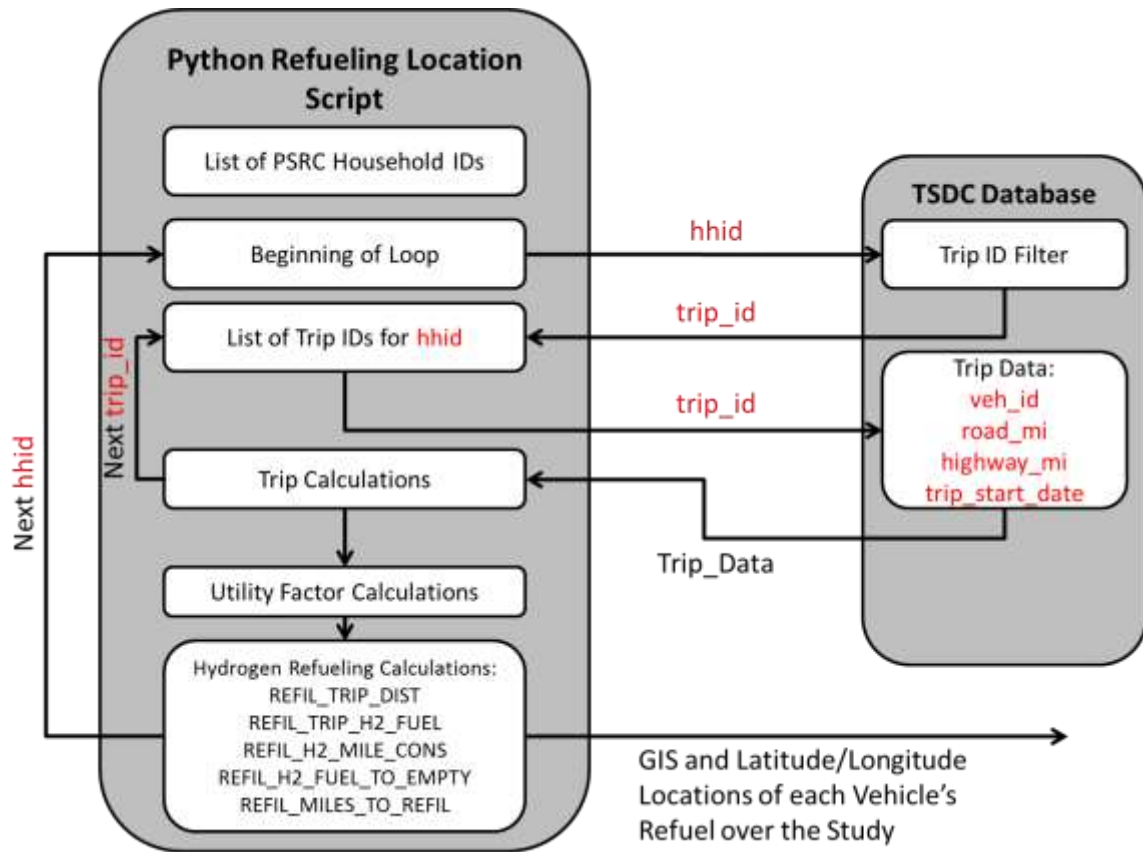 Python Refueling Location
Script
List of PSRC Household IDs
Beginning of Loop
List of Trip IDs for hhid
Trip Calculations
Utility Factor Calculations
Hydrogen Refueling Calculations:
REFIL_TRIP_DIST
REFIL_TRIP_H2_FUEL
REFIL_H2_MILE_CONS
REFIL_H2_FUEL_TO_EMPTY
REFIL_MILES_TO_REFIL
Next hhid
Next trip_id
hhid
trip_id
trip_id
Trip_Data
TSDC Database
Trip ID Filter
Trip Data:
veh_id
road_mi
highway_mi
trip_start_date
GIS and Latitude/Longitude
Locations of each Vehicle's
Refuel over the Study